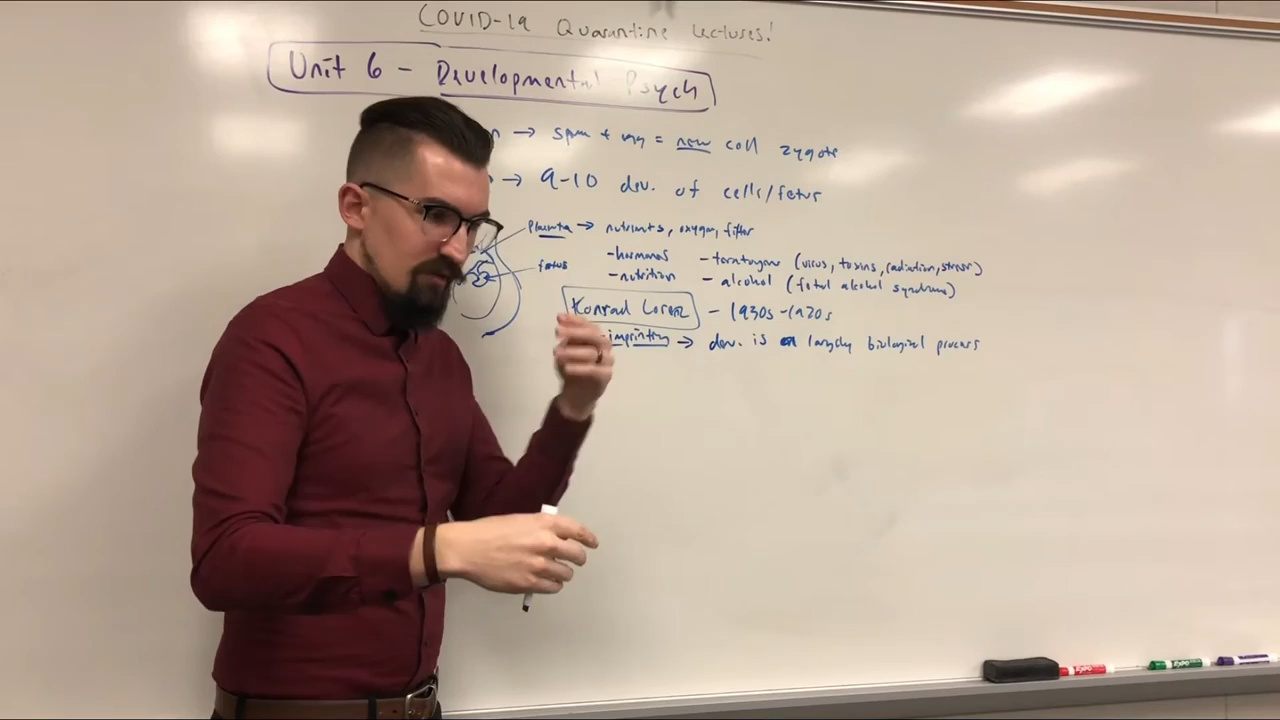 COVID-19 Quarantine Lectures!
Unit 6 - Developmental Psych
n → sperm + egg = new cell zygote
→ 9-10 dev. of cells/fetus
placenta → nutrients, oxygen, filter
-hormones - teratogens (virus, toxins, radiation, stress)
fetus
-nutrition - alcohol (fetal alcohol syndrome)
Konrad Lorenz - 1930s-1970s
imprinting → dev. is a largely biological process
EXPO
EXPO